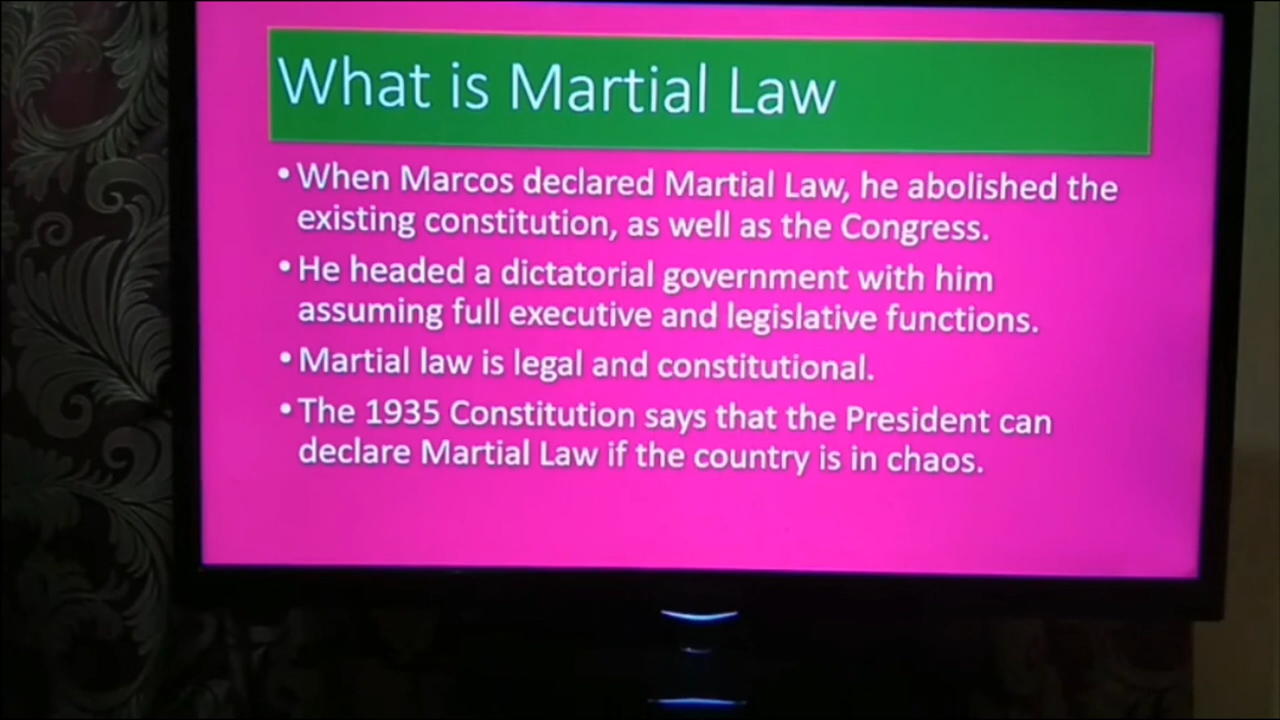 What is Martial Law
•When Marcos declared Martial Law, he abolished the
existing constitution, as well as the Congress.
•He headed a dictatorial government with him
assuming full executive and legislative functions.
•Martial law is legal and constitutional.
•The 1935 Constitution says that the President can
declare Martial Law if the country is in chaos.